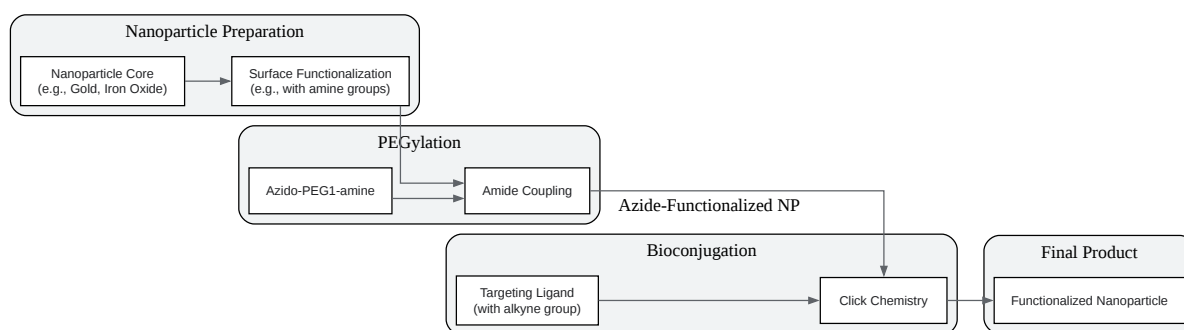 Nanoparticle Preparation
Nanoparticle Core
(e.g., Gold, Iron Oxide)
Surface Functionalization
(e.g., with amine groups)
PEGylation
Azido-PEG1-amine
Amide Coupling
Azide-Functionalized NP
Bioconjugation
Targeting Ligand
(with alkyne group)
Click Chemistry
Final Product
Functionalized Nanoparticle